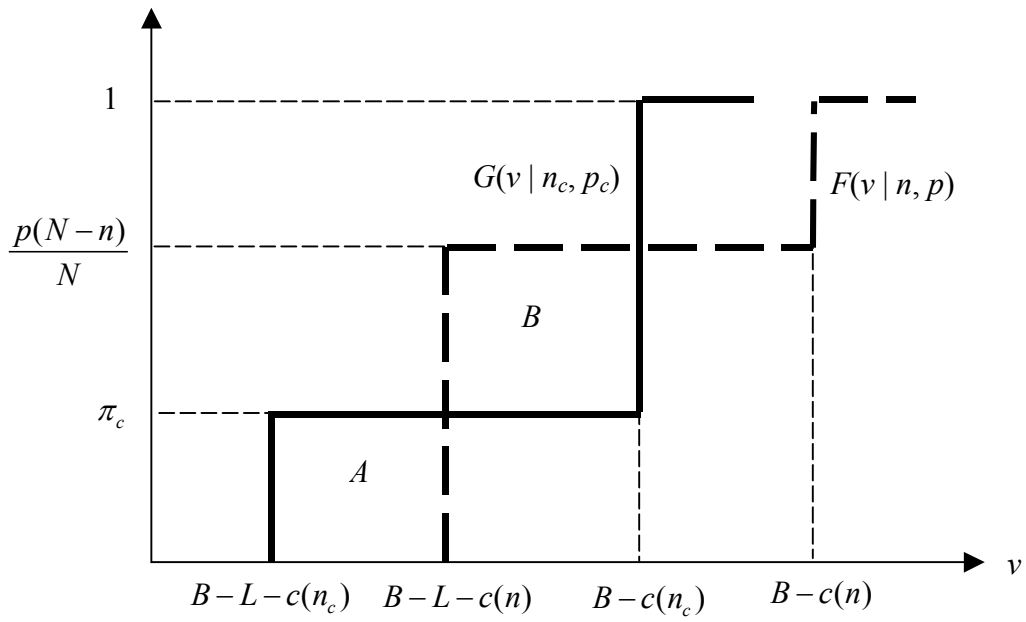 1
G(v | n_c, p_c)
F(v | n, p)
p(N − n)
N
B
π_c
A
v
B − L − c(n_c)
B − L − c(n)
B − c(n_c)
B − c(n)